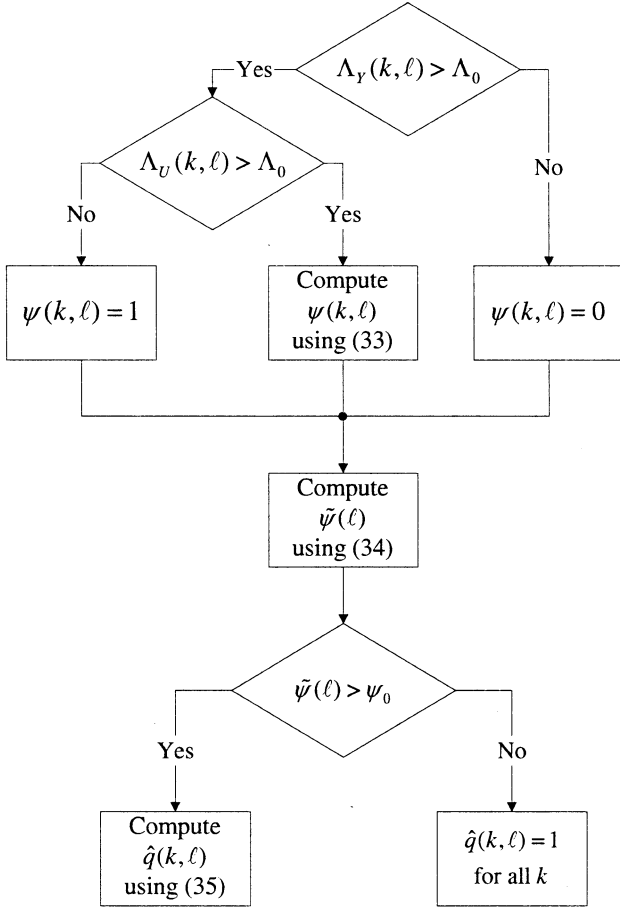 Λ_Y(k,ℓ) > Λ_0
Yes
Λ_U(k,ℓ) > Λ_0
No
No
Yes
ψ(k,ℓ) = 1
Compute
ψ(k,ℓ)
using (33)
ψ(k,ℓ) = 0
Compute
ψ̃(ℓ)
using (34)
ψ̃(ℓ) > ψ_0
Yes
No
Compute
q̂(k,ℓ)
using (35)
q̂(k,ℓ) = 1
for all k